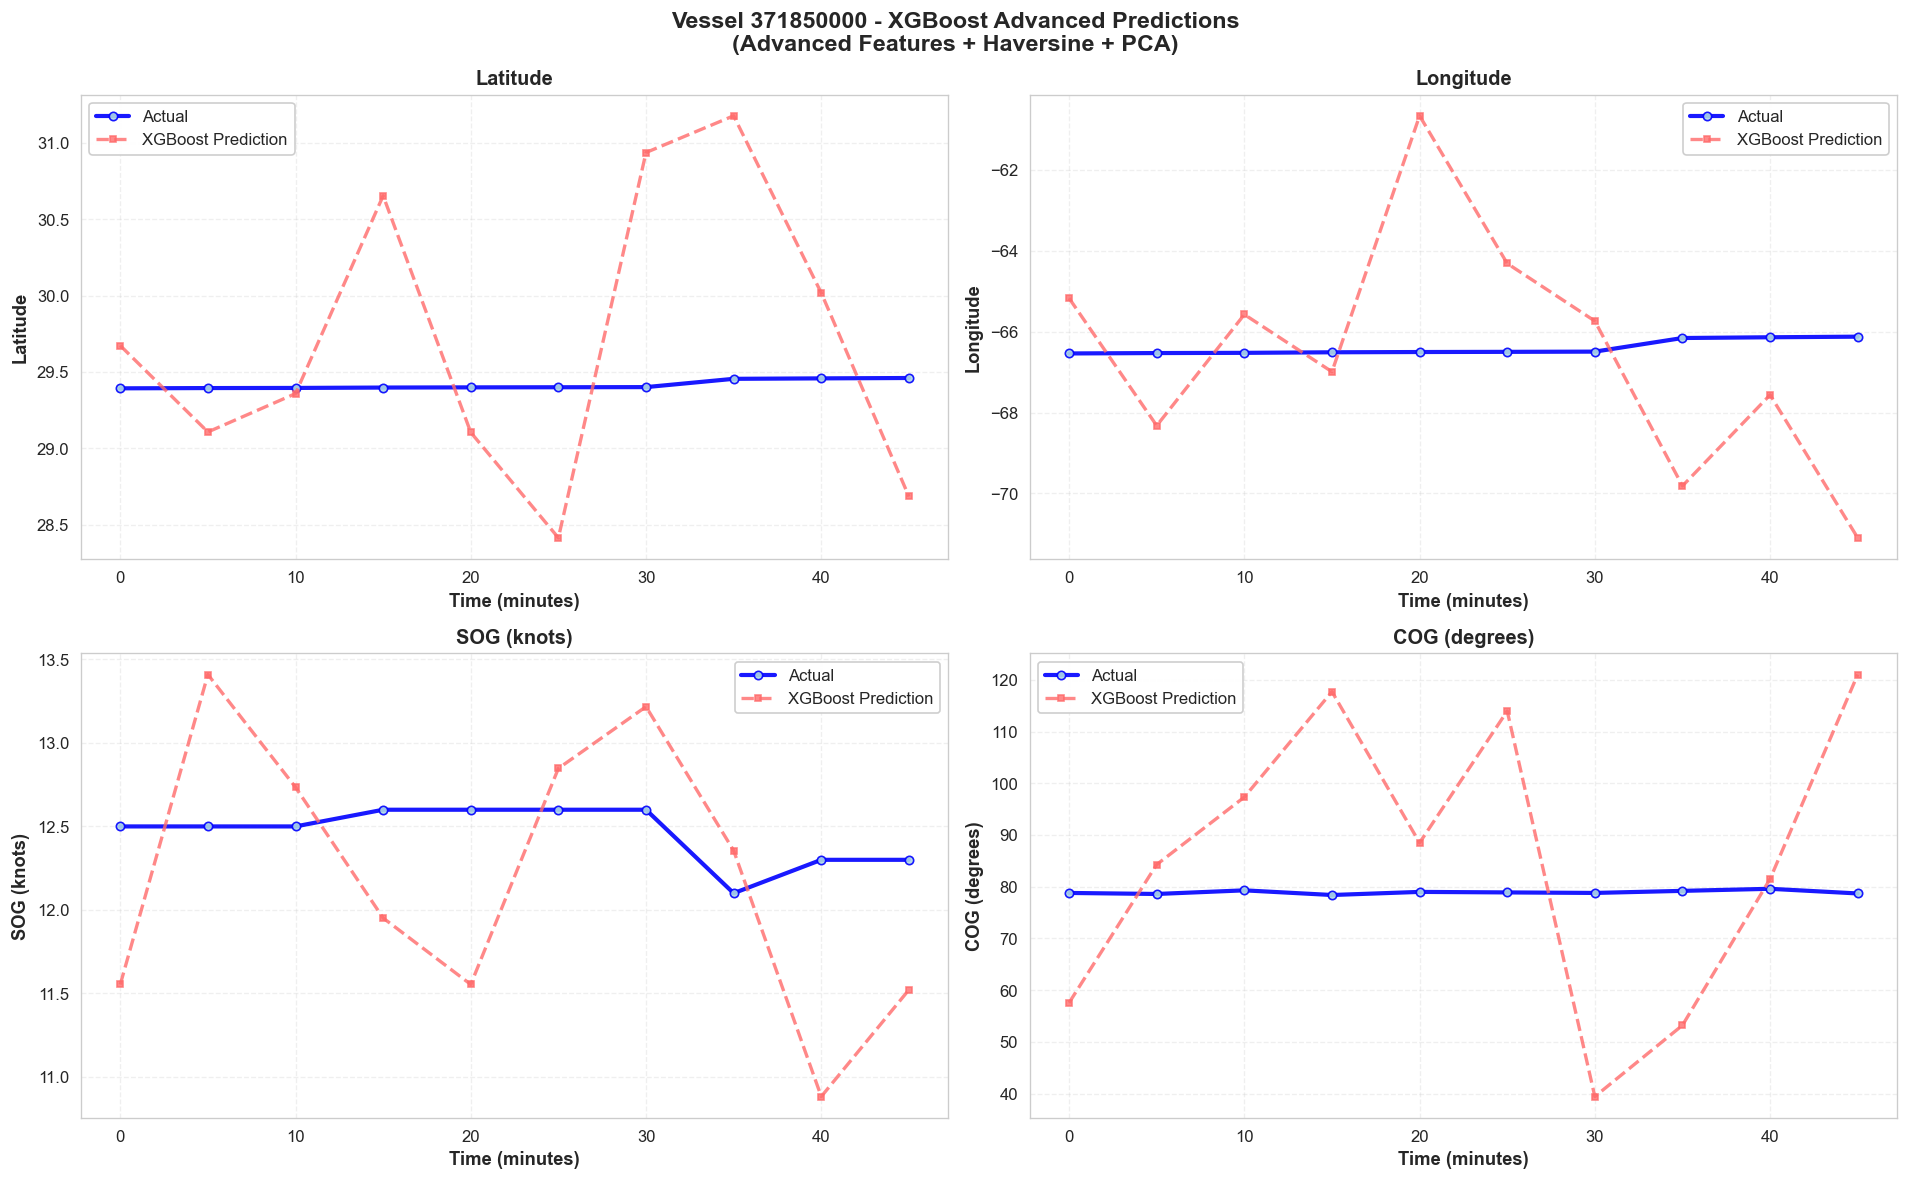 Vessel 371850000 - XGBoost Advanced Predictions
(Advanced Features + Haversine + PCA)
Latitude
Actual
XGBoost Prediction
31.0
30.5
30.0
29.5
29.0
28.5
Latitude
0 10 20 30 40
Time (minutes)
Longitude
Actual
XGBoost Prediction
−62
−64
−66
−68
−70
Longitude
0 10 20 30 40
Time (minutes)
SOG (knots)
Actual
XGBoost Prediction
13.5
13.0
12.5
12.0
11.5
11.0
SOG (knots)
0 10 20 30 40
Time (minutes)
COG (degrees)
Actual
XGBoost Prediction
120
110
100
90
80
70
60
50
40
COG (degrees)
0 10 20 30 40
Time (minutes)